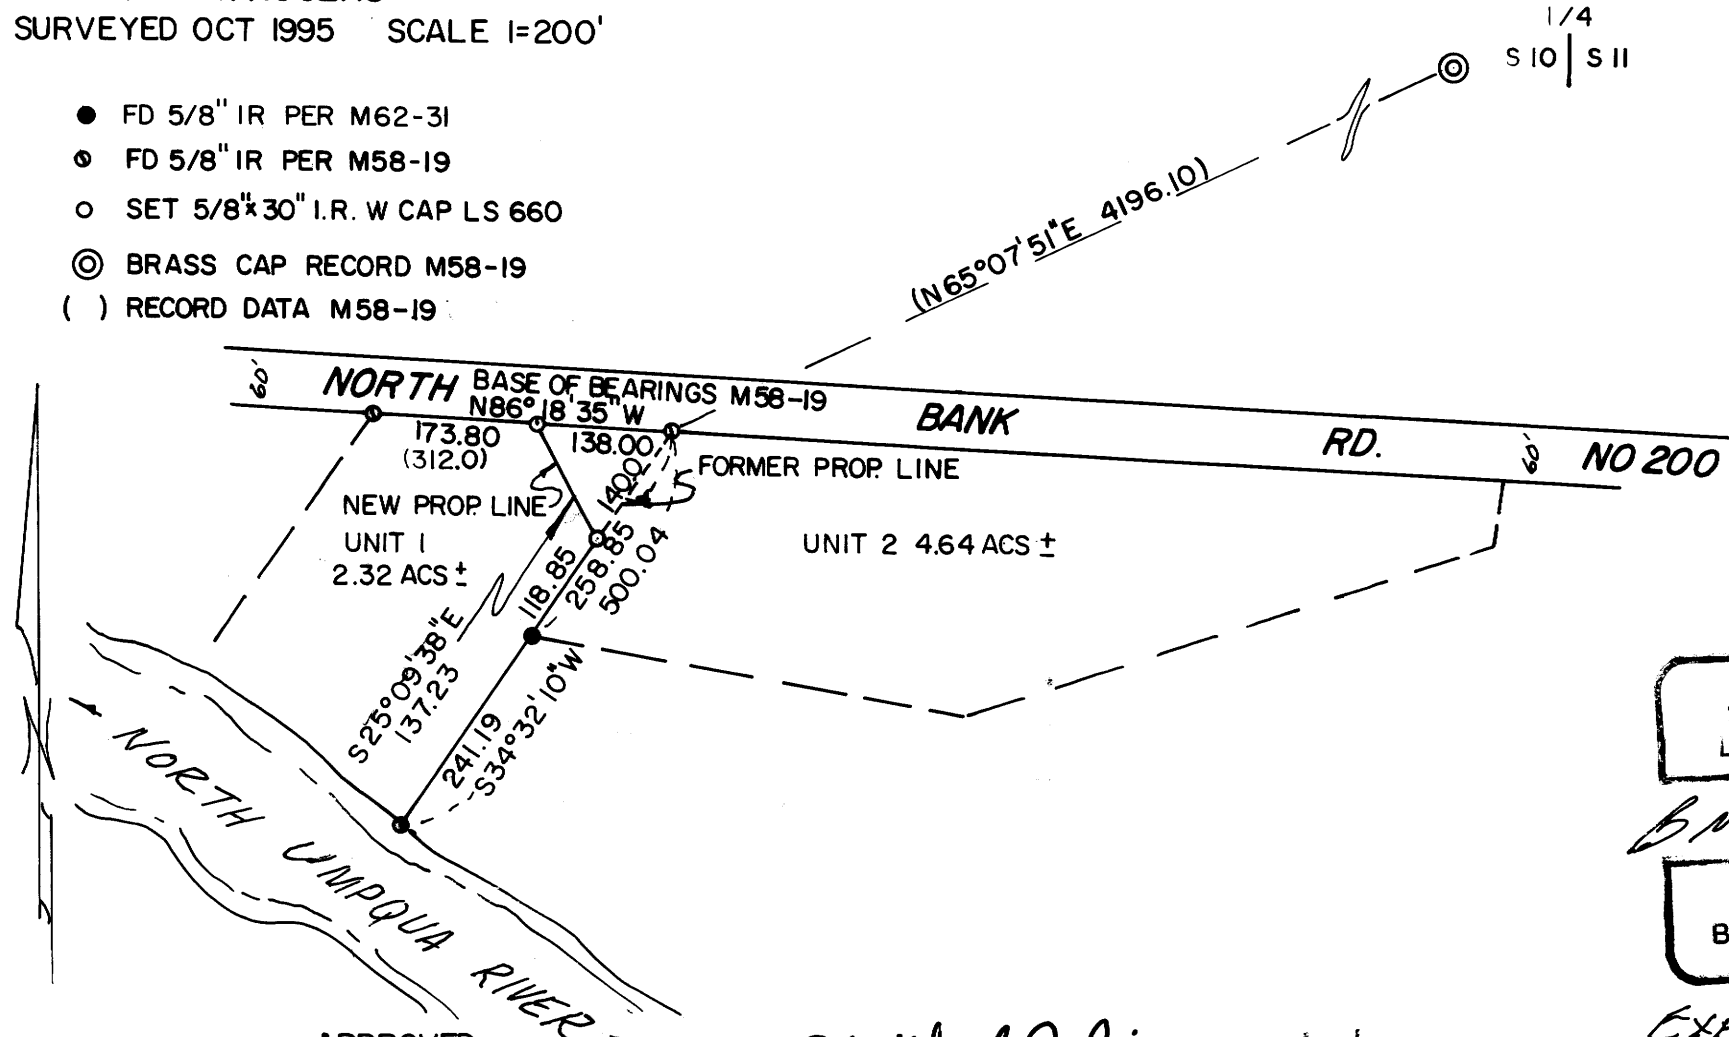 SURVEYED OCT 1995 SCALE 1=200'
1/4
S 10 | S 11
FD 5/8" IR PER M62-31
FD 5/8" IR PER M58-19
SET 5/8"x30" I.R. W CAP LS 660
BRASS CAP RECORD M58-19
( ) RECORD DATA M58-19
(N65°07'51"E 4196.10)
60'
NORTH BANK RD. NO 200
60'
BASE OF BEARINGS M58-19
N86°18'35"W
173.80
138.00
(312.0)
FORMER PROP. LINE
NEW PROP. LINE
140.0
UNIT 1
2.32 ACS ±
UNIT 2 4.64 ACS ±
118.85
258.85
500.04
S25°09'38"E
137.23
241.19
S34°32'10"W
NORTH UMPQUA RIVER
APPROVED